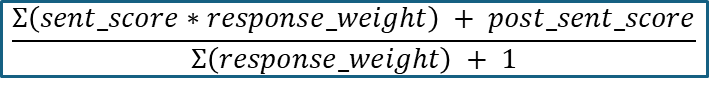 Σ(sent_score ∗ response_weight) + post_sent_score
Σ(response_weight) + 1